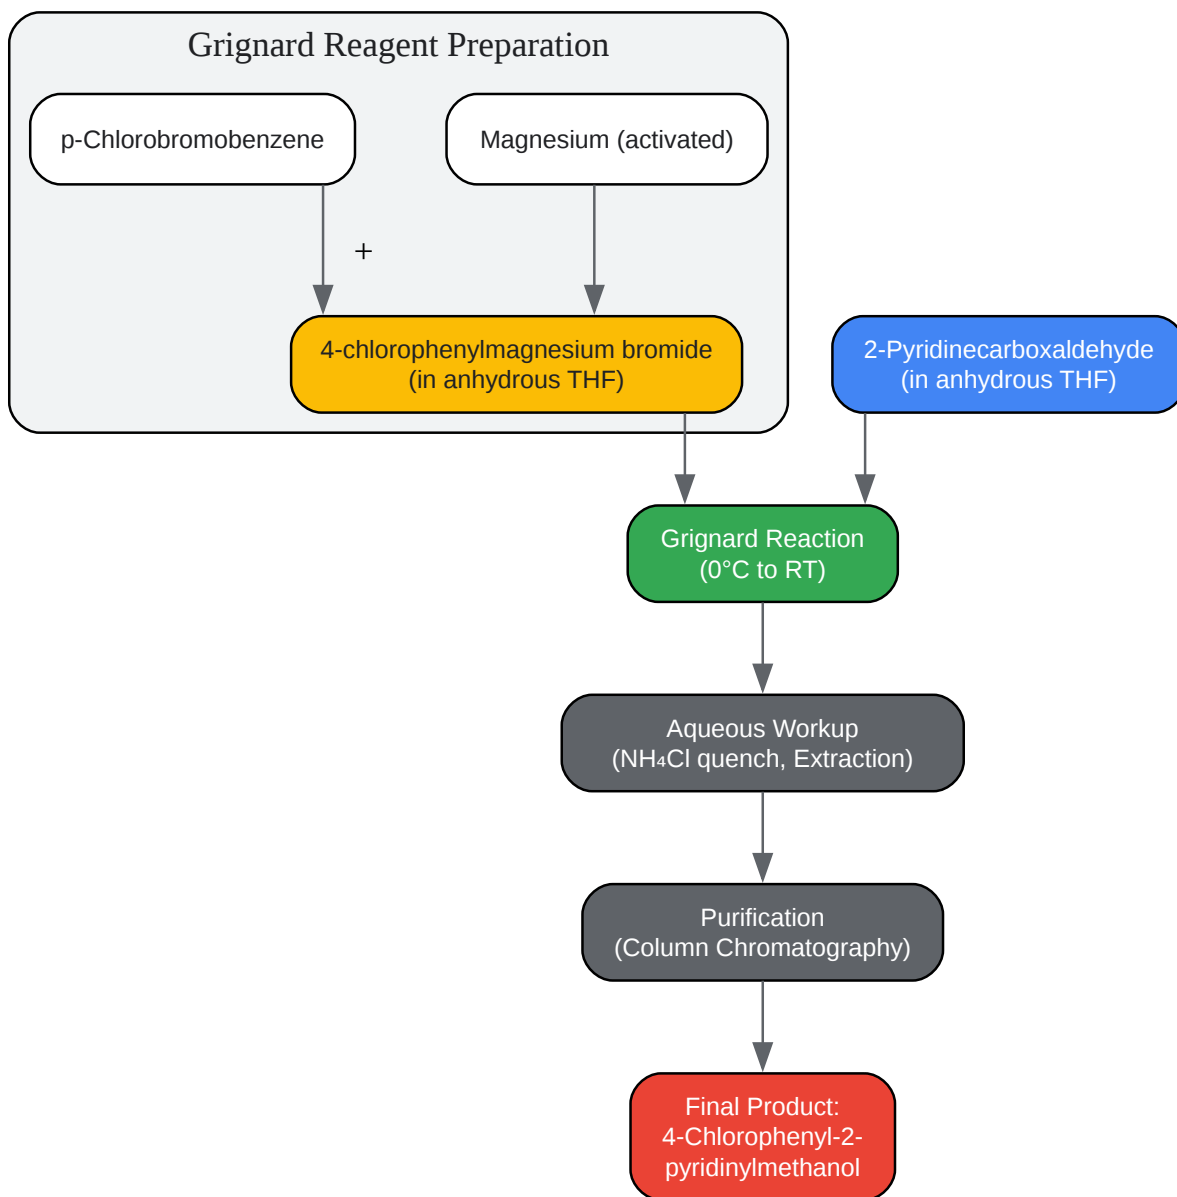 Grignard Reagent Preparation
p-Chlorobromobenzene
Magnesium (activated)
+
4-chlorophenylmagnesium bromide
(in anhydrous THF)
2-Pyridinecarboxaldehyde
(in anhydrous THF)
Grignard Reaction
(0°C to RT)
Aqueous Workup
(NH₄Cl quench, Extraction)
Purification
(Column Chromatography)
Final Product:
4-Chlorophenyl-2-
pyridinylmethanol